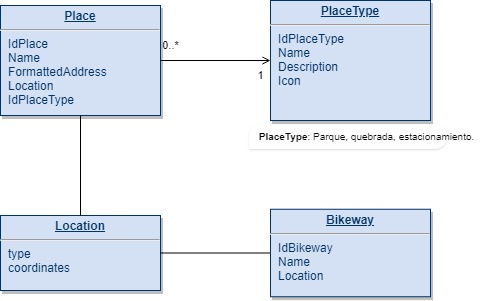 Place
IdPlace
Name
FormattedAddress
Location
IdPlaceType
0..*
1
PlaceType
IdPlaceType
Name
Description
Icon
PlaceType: Parque, quebrada, estacionamiento.
Location
type
coordinates
Bikeway
IdBikeway
Name
Location